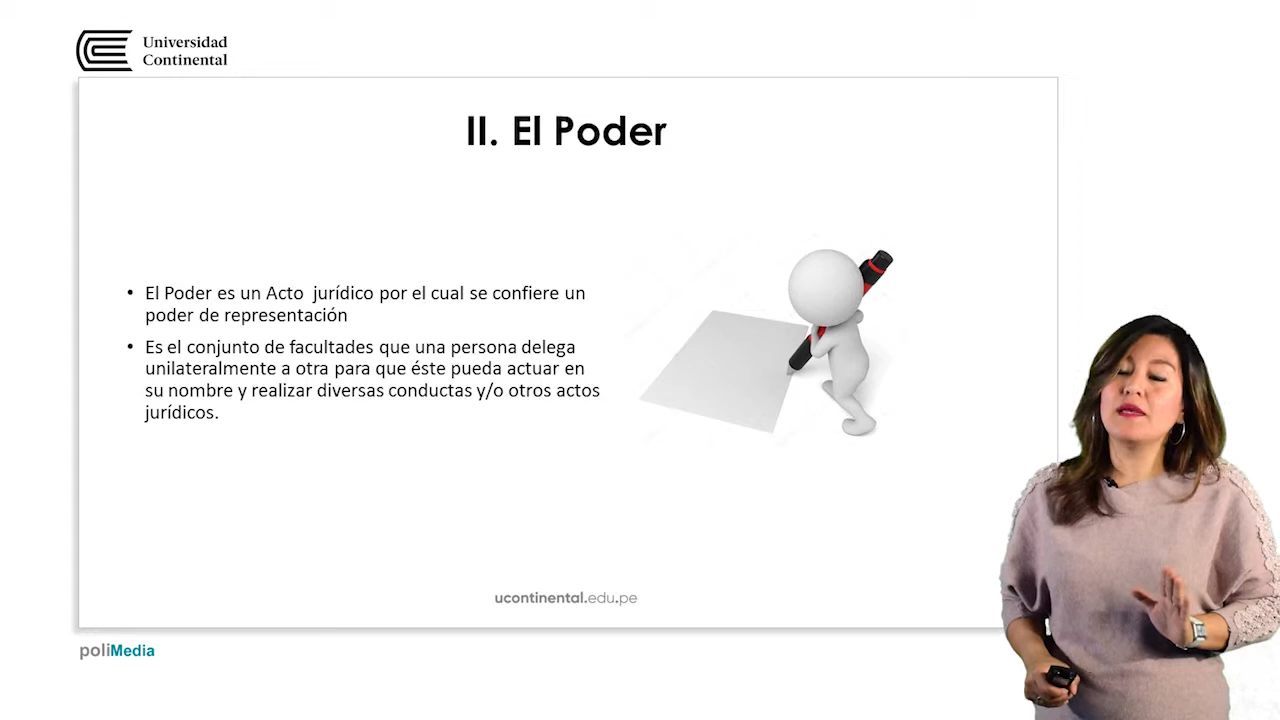 Universidad
Continental
II. El Poder
• El Poder es un Acto  jurídico por el cual se confiere un
poder de representación
• Es el conjunto de facultades que una persona delega
unilateralmente a otra para que éste pueda actuar en
su nombre y realizar diversas conductas y/o otros actos
jurídicos.
ucontinental.edu.pe
poliMedia